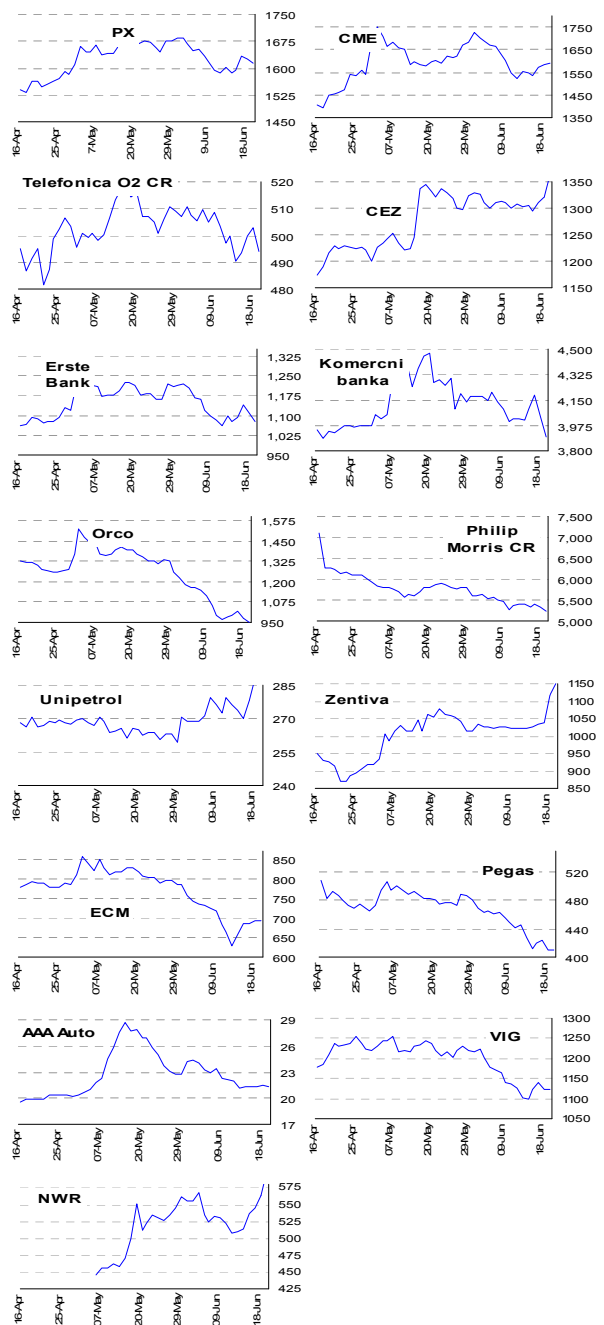 PX
1750
1675
1600
1525
1450
16-Apr
25-Apr
7-May
20-May
29-May
9-Jun
18-Jun
CME
1750
1650
1550
1450
1350
16-Apr
25-Apr
07-May
20-May
29-May
09-Jun
18-Jun
Telefonica O2 CR
520
510
500
490
480
16-Apr
25-Apr
07-May
20-May
29-May
09-Jun
18-Jun
CEZ
1350
1300
1250
1200
1150
16-Apr
25-Apr
07-May
20-May
29-May
09-Jun
18-Jun
Erste
Bank
1,325
1,250
1,175
1,100
1,025
950
16-Apr
25-Apr
07-May
20-May
29-May
09-Jun
18-Jun
Komercni
banka
4,500
4,325
4,150
3,975
3,800
16-Apr
25-Apr
07-May
20-May
29-May
09-Jun
18-Jun
Orco
1,575
1,450
1,325
1,200
1,075
950
16-Apr
25-Apr
07-May
20-May
29-May
09-Jun
18-Jun
Philip
Morris CR
7,500
7,000
6,500
6,000
5,500
5,000
16-Apr
25-Apr
07-May
20-May
29-May
09-Jun
18-Jun
Unipetrol
285
270
255
240
16-Apr
25-Apr
07-May
20-May
29-May
09-Jun
18-Jun
Zentiva
1150
1100
1050
1000
950
900
850
16-Apr
25-Apr
07-May
20-May
29-May
09-Jun
18-Jun
ECM
850
800
750
700
650
600
16-Apr
25-Apr
07-May
20-May
29-May
09-Jun
18-Jun
Pegas
520
480
440
400
16-Apr
25-Apr
07-May
20-May
29-May
09-Jun
18-Jun
AAA Auto
29
26
23
20
17
16-Apr
25-Apr
07-May
20-May
29-May
09-Jun
18-Jun
VIG
1300
1250
1200
1150
1100
1050
16-Apr
25-Apr
07-May
20-May
29-May
09-Jun
18-Jun
NWR
575
550
525
500
475
450
425
16-Apr
25-Apr
07-May
20-May
29-May
09-Jun
18-Jun